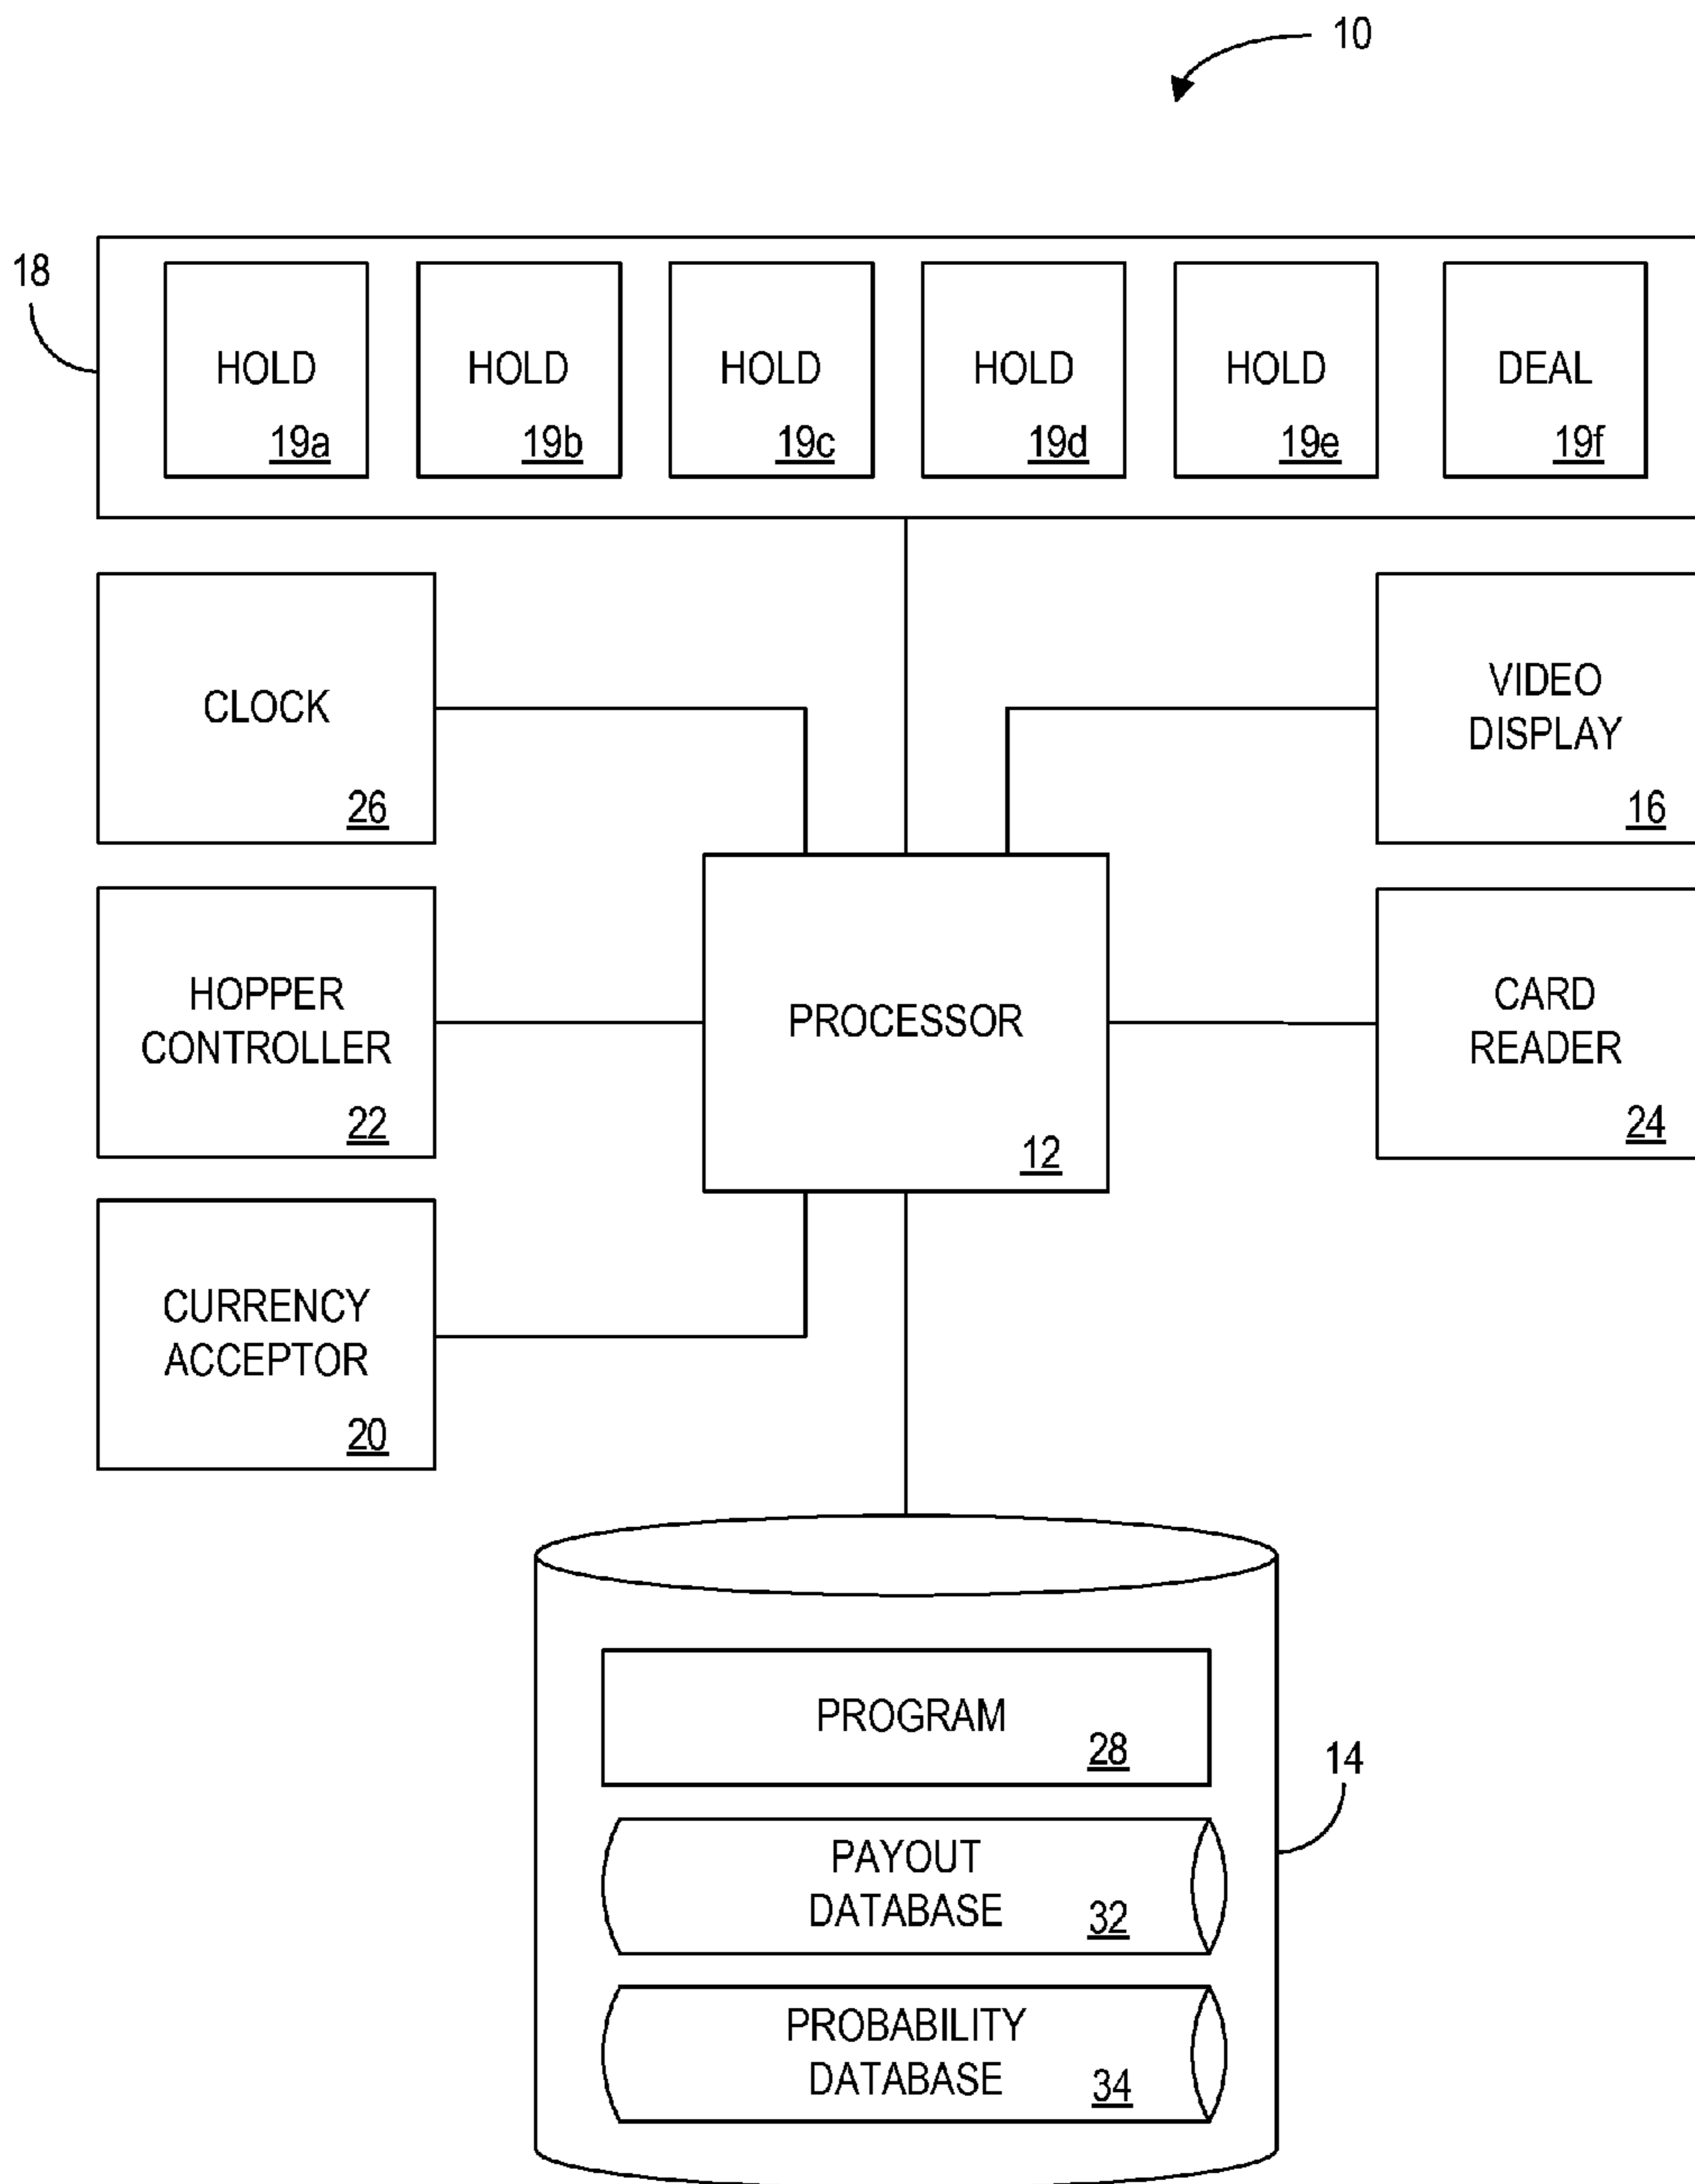 10
18
HOLD
19a
HOLD
19b
HOLD
19c
HOLD
19d
HOLD
19e
DEAL
19f
CLOCK
26
VIDEO
DISPLAY
16
HOPPER
CONTROLLER
22
PROCESSOR
12
CARD
READER
24
CURRENCY
ACCEPTOR
20
PROGRAM
28
14
PAYOUT
DATABASE
32
PROBABILITY
DATABASE
34